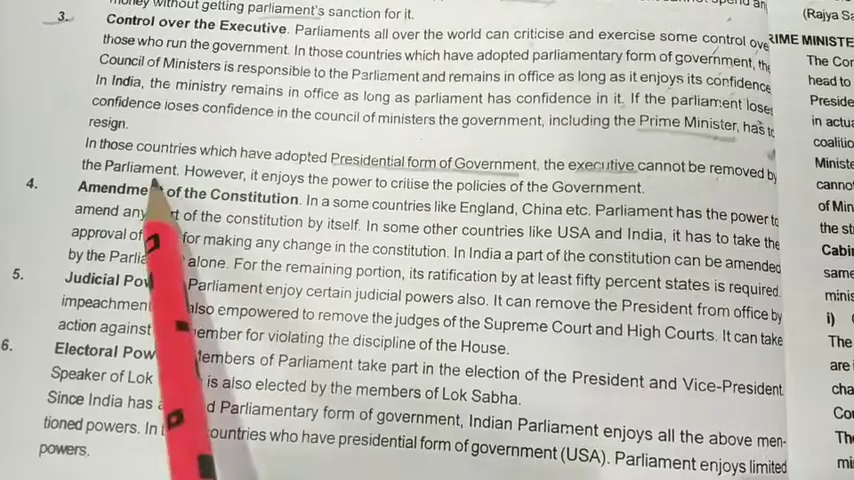 money without getting parliament's sanction for it.
3. Control over the Executive. Parliaments all over the world can criticise and exercise some control ove
those who run the government. In those countries which have adopted parliamentary form of government, the
Council of Ministers is responsible to the Parliament and remains in office as long as it enjoys its confidence
In India, the ministry remains in office as long as parliament has confidence in it. If the parliament loses
confidence loses confidence in the council of ministers the government, including the Prime Minister, has to
resign.
In those countries which have adopted Presidential form of Government, the executive cannot be removed by
the Parliament. However, it enjoys the power to critise the policies of the Government.
4. Amendme of the Constitution. In a some countries like England, China etc. Parliament has the power to
amend any rt of the constitution by itself. In some other countries like USA and India, it has to take the
approval of for making any change in the constitution. In India a part of the constitution can be amended
by the Parlia alone. For the remaining portion, its ratification by at least fifty percent states is required.
5. Judicial Pow Parliament enjoy certain judicial powers also. It can remove the President from office by
impeachment also empowered to remove the judges of the Supreme Court and High Courts. It can take
action against member for violating the discipline of the House.
6. Electoral Pow Members of Parliament take part in the election of the President and Vice-President.
Speaker of Lok is also elected by the members of Lok Sabha.
Since India has a d Parliamentary form of government, Indian Parliament enjoys all the above men-
tioned powers. In ountries who have presidential form of government (USA). Parliament enjoys limited
powers.
(Rajya Sa
RIME MINISTE
The Cor
head to
Preside
in actua
coalitio
Ministe
canno
of Min
the st
Cabin
same
minis
i)
The
are
cha
Cou
The
mi